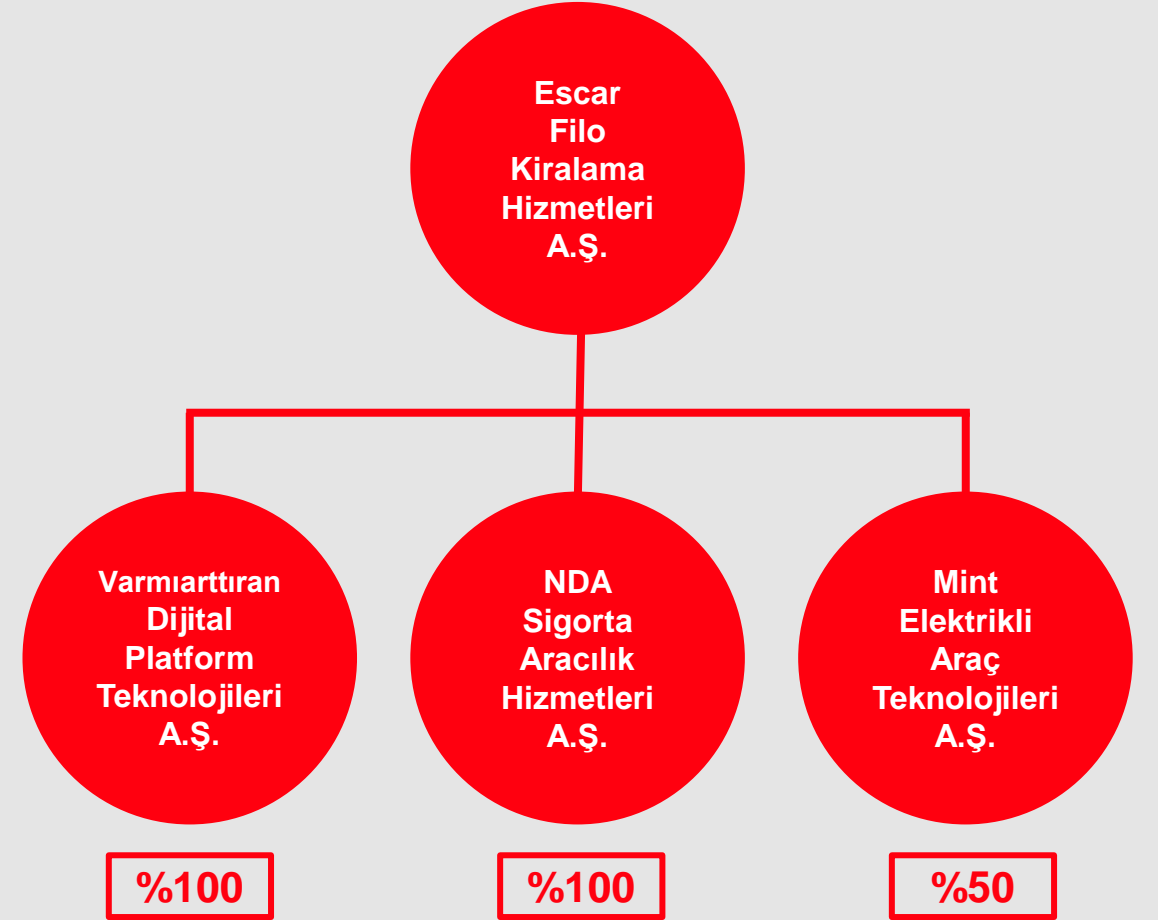 Escar
Filo
Kiralama
Hizmetleri
A.Ş.
Varmıarttıran
Dijital
Platform
Teknolojileri
A.Ş.
NDA
Sigorta
Aracılık
Hizmetleri
A.Ş.
Mint
Elektrikli
Araç
Teknolojileri
A.Ş.
%100
%100
%50